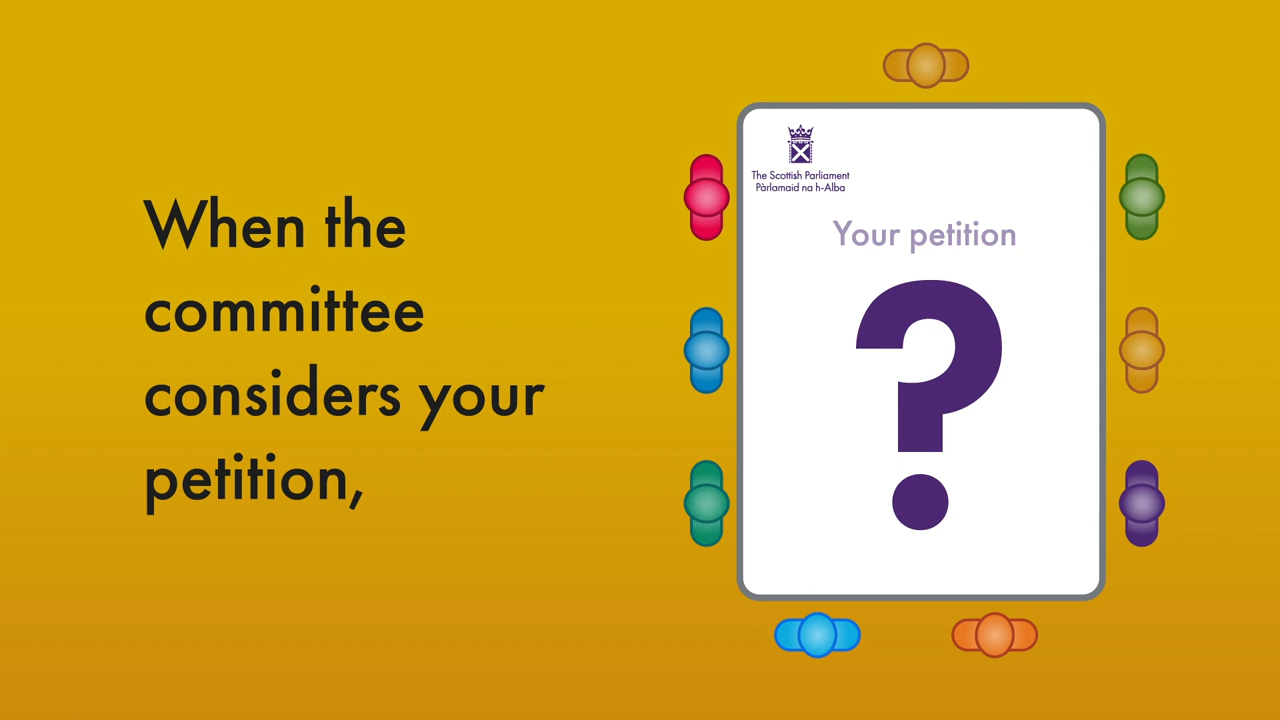 When the
committee
considers your
petition,
The Scottish Parliament
Pàrlamaid na h-Alba
Your petition
?